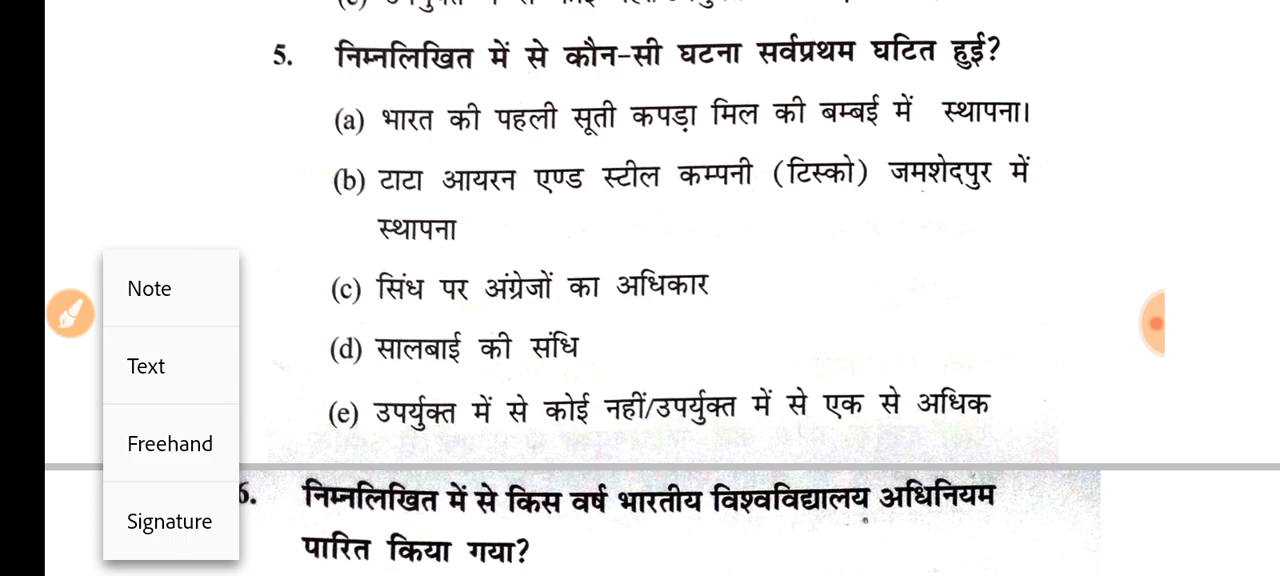 5. निम्नलिखित में से कौन-सी घटना सर्वप्रथम घटित हुई?
(a) भारत की पहली सूती कपड़ा मिल की बम्बई में स्थापना।
(b) टाटा आयरन एण्ड स्टील कम्पनी (टिस्को) जमशेदपुर में
स्थापना
(c) सिंध पर अंग्रेजों का अधिकार
(d) सालबाई की संधि
(e) उपर्युक्त में से कोई नहीं/उपर्युक्त में से एक से अधिक
6. निम्नलिखित में से किस वर्ष भारतीय विश्वविद्यालय अधिनियम
पारित किया गया?
Note
Text
Freehand
Signature